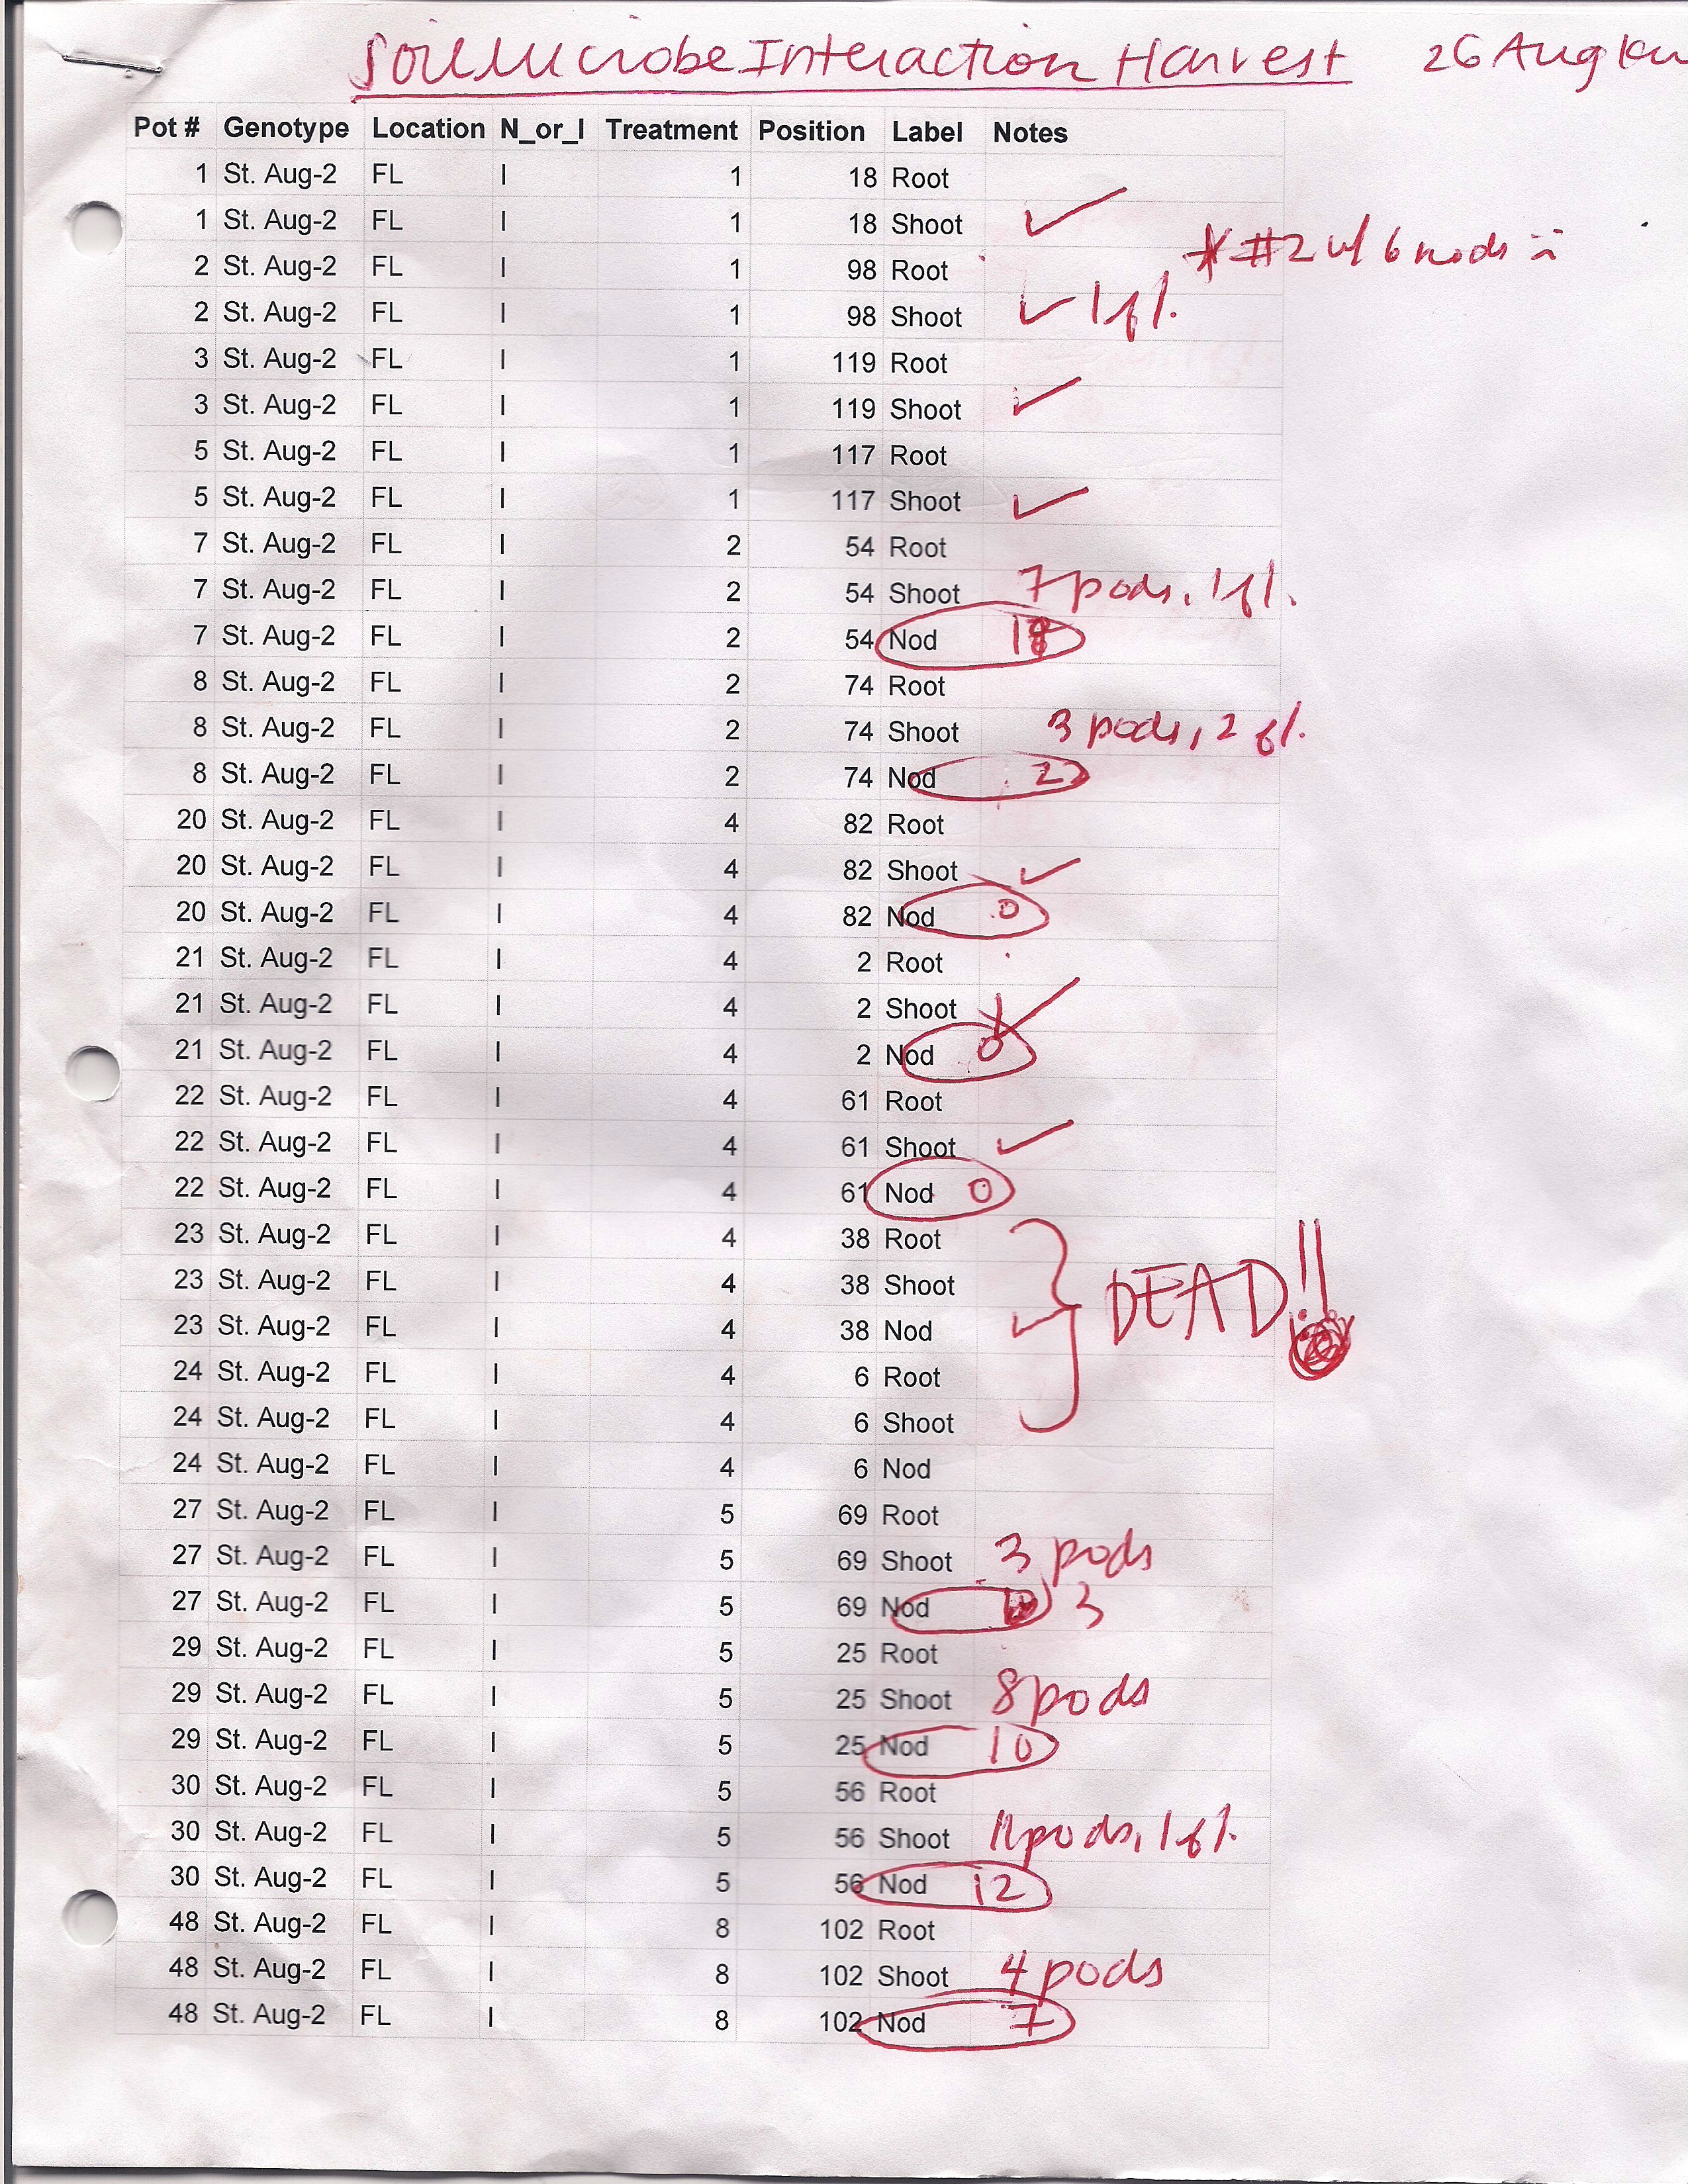 Soil Microbe Interaction Harvest 26 Aug
Pot # Genotype Location N_or_I Treatment Position Label Notes
1 St. Aug-2 FL I 1 18 Root
1 St. Aug-2 FL I 1 18 Shoot ✓
* #2 w/ 6 nods
2 St. Aug-2 FL I 1 98 Root
2 St. Aug-2 FL I 1 98 Shoot ✓ 1 fl.
3 St. Aug-2 FL I 1 119 Root
3 St. Aug-2 FL I 1 119 Shoot ✓
5 St. Aug-2 FL I 1 117 Root
5 St. Aug-2 FL I 1 117 Shoot ✓
7 St. Aug-2 FL I 2 54 Root
7 St. Aug-2 FL I 2 54 Shoot 7 pods, 1 fl.
7 St. Aug-2 FL I 2 54 Nod
8 St. Aug-2 FL I 2 74 Root
8 St. Aug-2 FL I 2 74 Shoot 3 pods, 2 fl.
8 St. Aug-2 FL I 2 74 Nod 22
20 St. Aug-2 FL I 4 82 Root
20 St. Aug-2 FL I 4 82 Shoot ✓
20 St. Aug-2 FL I 4 82 Nod 0
21 St. Aug-2 FL I 4 2 Root
21 St. Aug-2 FL I 4 2 Shoot ✓
21 St. Aug-2 FL I 4 2 Nod 0
22 St. Aug-2 FL I 4 61 Root
22 St. Aug-2 FL I 4 61 Shoot ✓
22 St. Aug-2 FL I 4 61 Nod 0
23 St. Aug-2 FL I 4 38 Root
23 St. Aug-2 FL I 4 38 Shoot DEAD!!
23 St. Aug-2 FL I 4 38 Nod ✓
24 St. Aug-2 FL I 4 6 Root
24 St. Aug-2 FL I 4 6 Shoot
24 St. Aug-2 FL I 4 6 Nod
27 St. Aug-2 FL I 5 69 Root
27 St. Aug-2 FL I 5 69 Shoot 3 pods
27 St. Aug-2 FL I 5 69 Nod 3
29 St. Aug-2 FL I 5 25 Root
29 St. Aug-2 FL I 5 25 Shoot 8 pods
29 St. Aug-2 FL I 5 25 Nod 10
30 St. Aug-2 FL I 5 56 Root
30 St. Aug-2 FL I 5 56 Shoot 11 pods, 1 fl.
30 St. Aug-2 FL I 5 56 Nod 12
48 St. Aug-2 FL I 8 102 Root
48 St. Aug-2 FL I 8 102 Shoot 4 pods
48 St. Aug-2 FL I 8 102 Nod 7